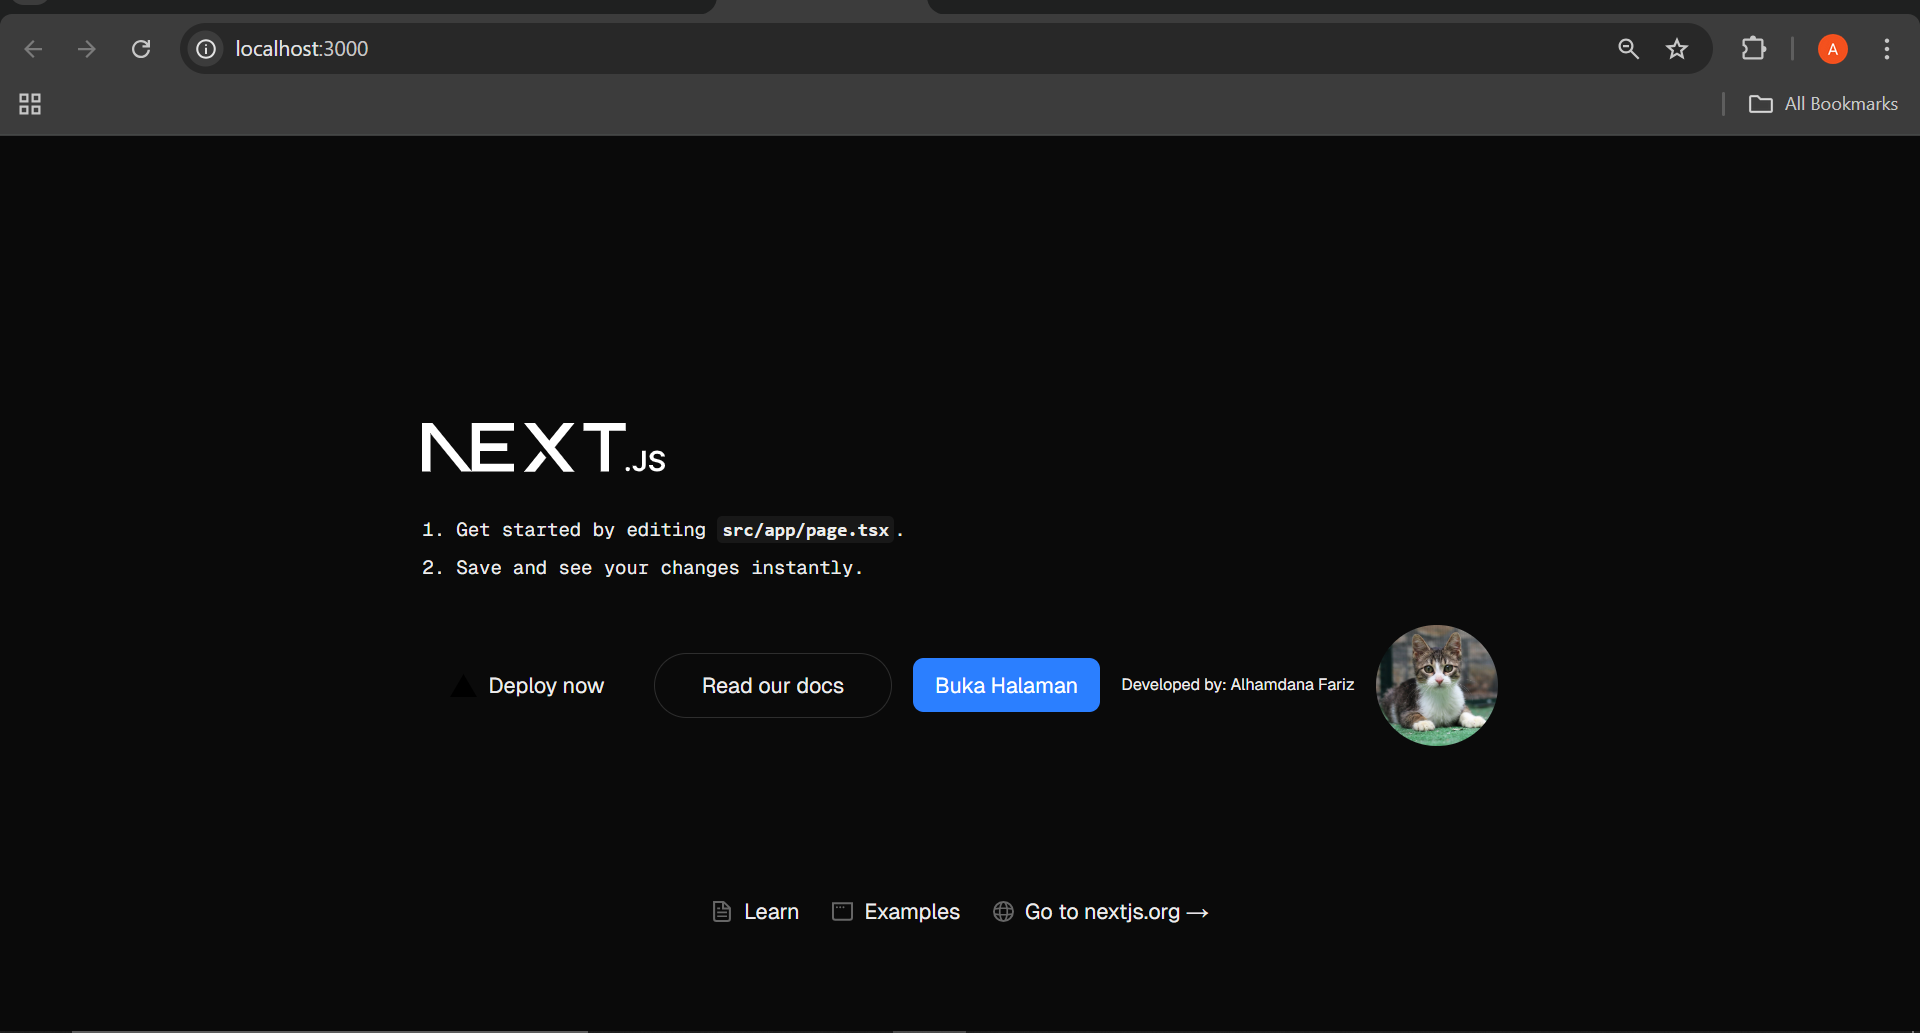 localhost:3000
A
All Bookmarks
NEXT.JS
1. Get started by editing src/app/page.tsx.
2. Save and see your changes instantly.
Deploy now
Read our docs
Buka Halaman
Developed by: Alhamdana Fariz
Learn
Examples
Go to nextjs.org →